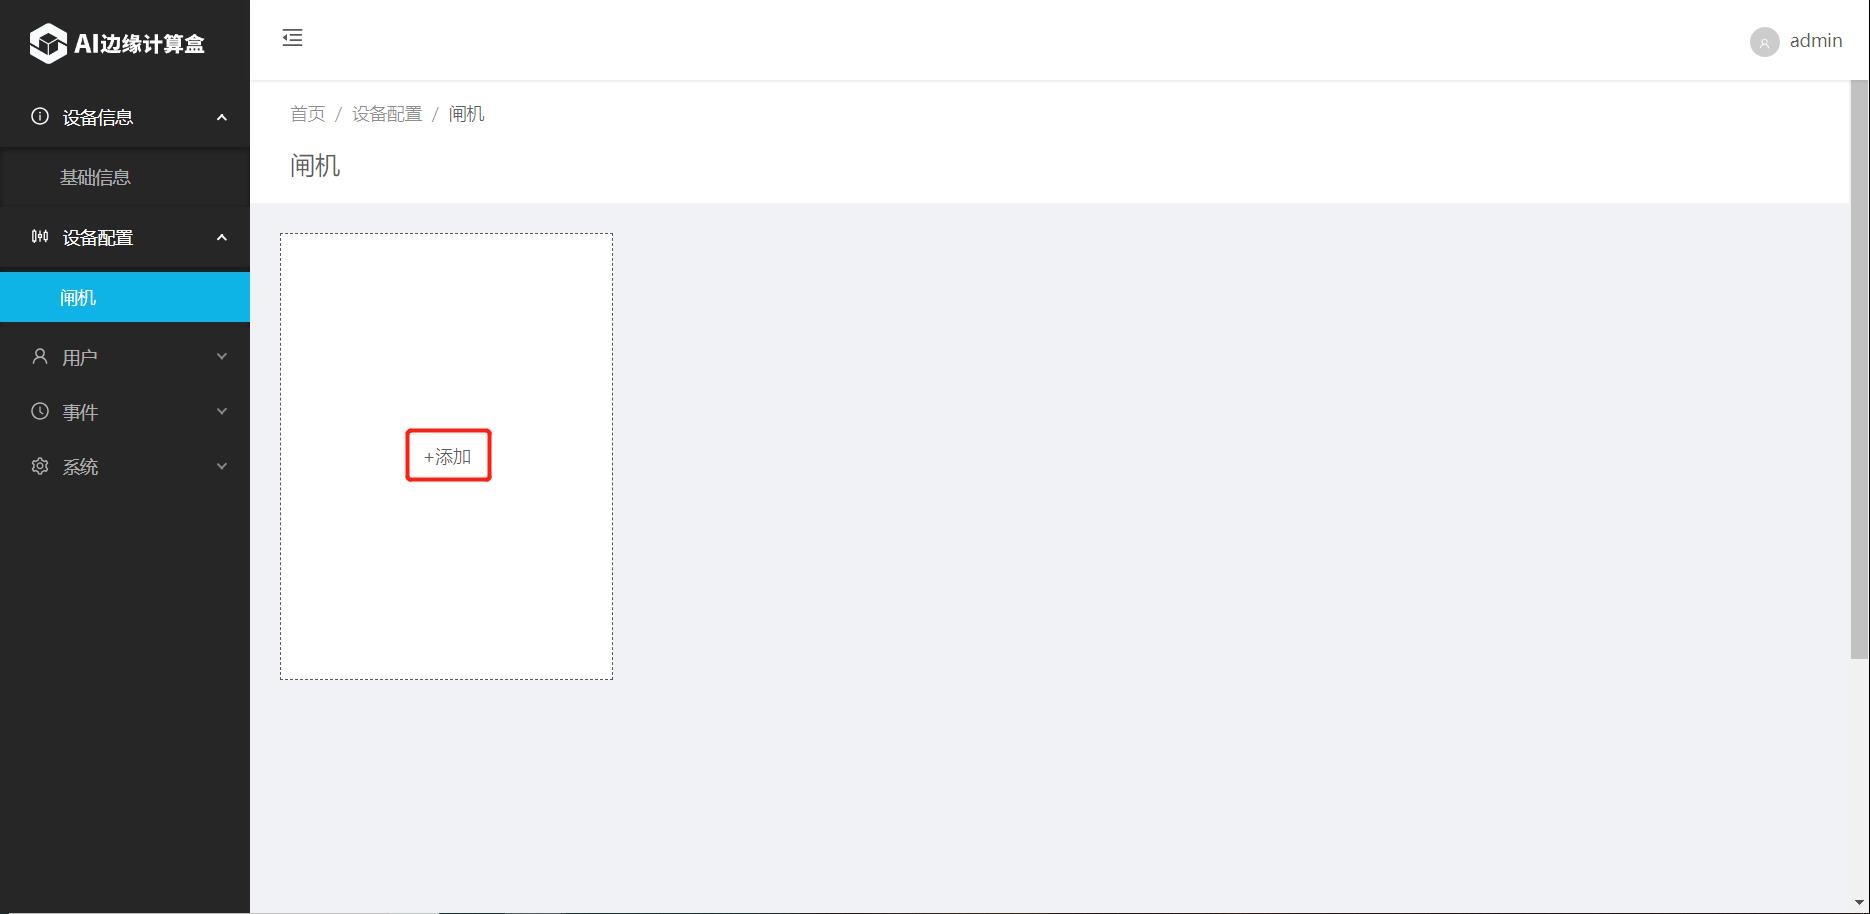 AI边缘计算盒
admin
设备信息
基础信息
设备配置
闸机
用户
事件
系统
首页 / 设备配置 / 闸机
闸机
+添加